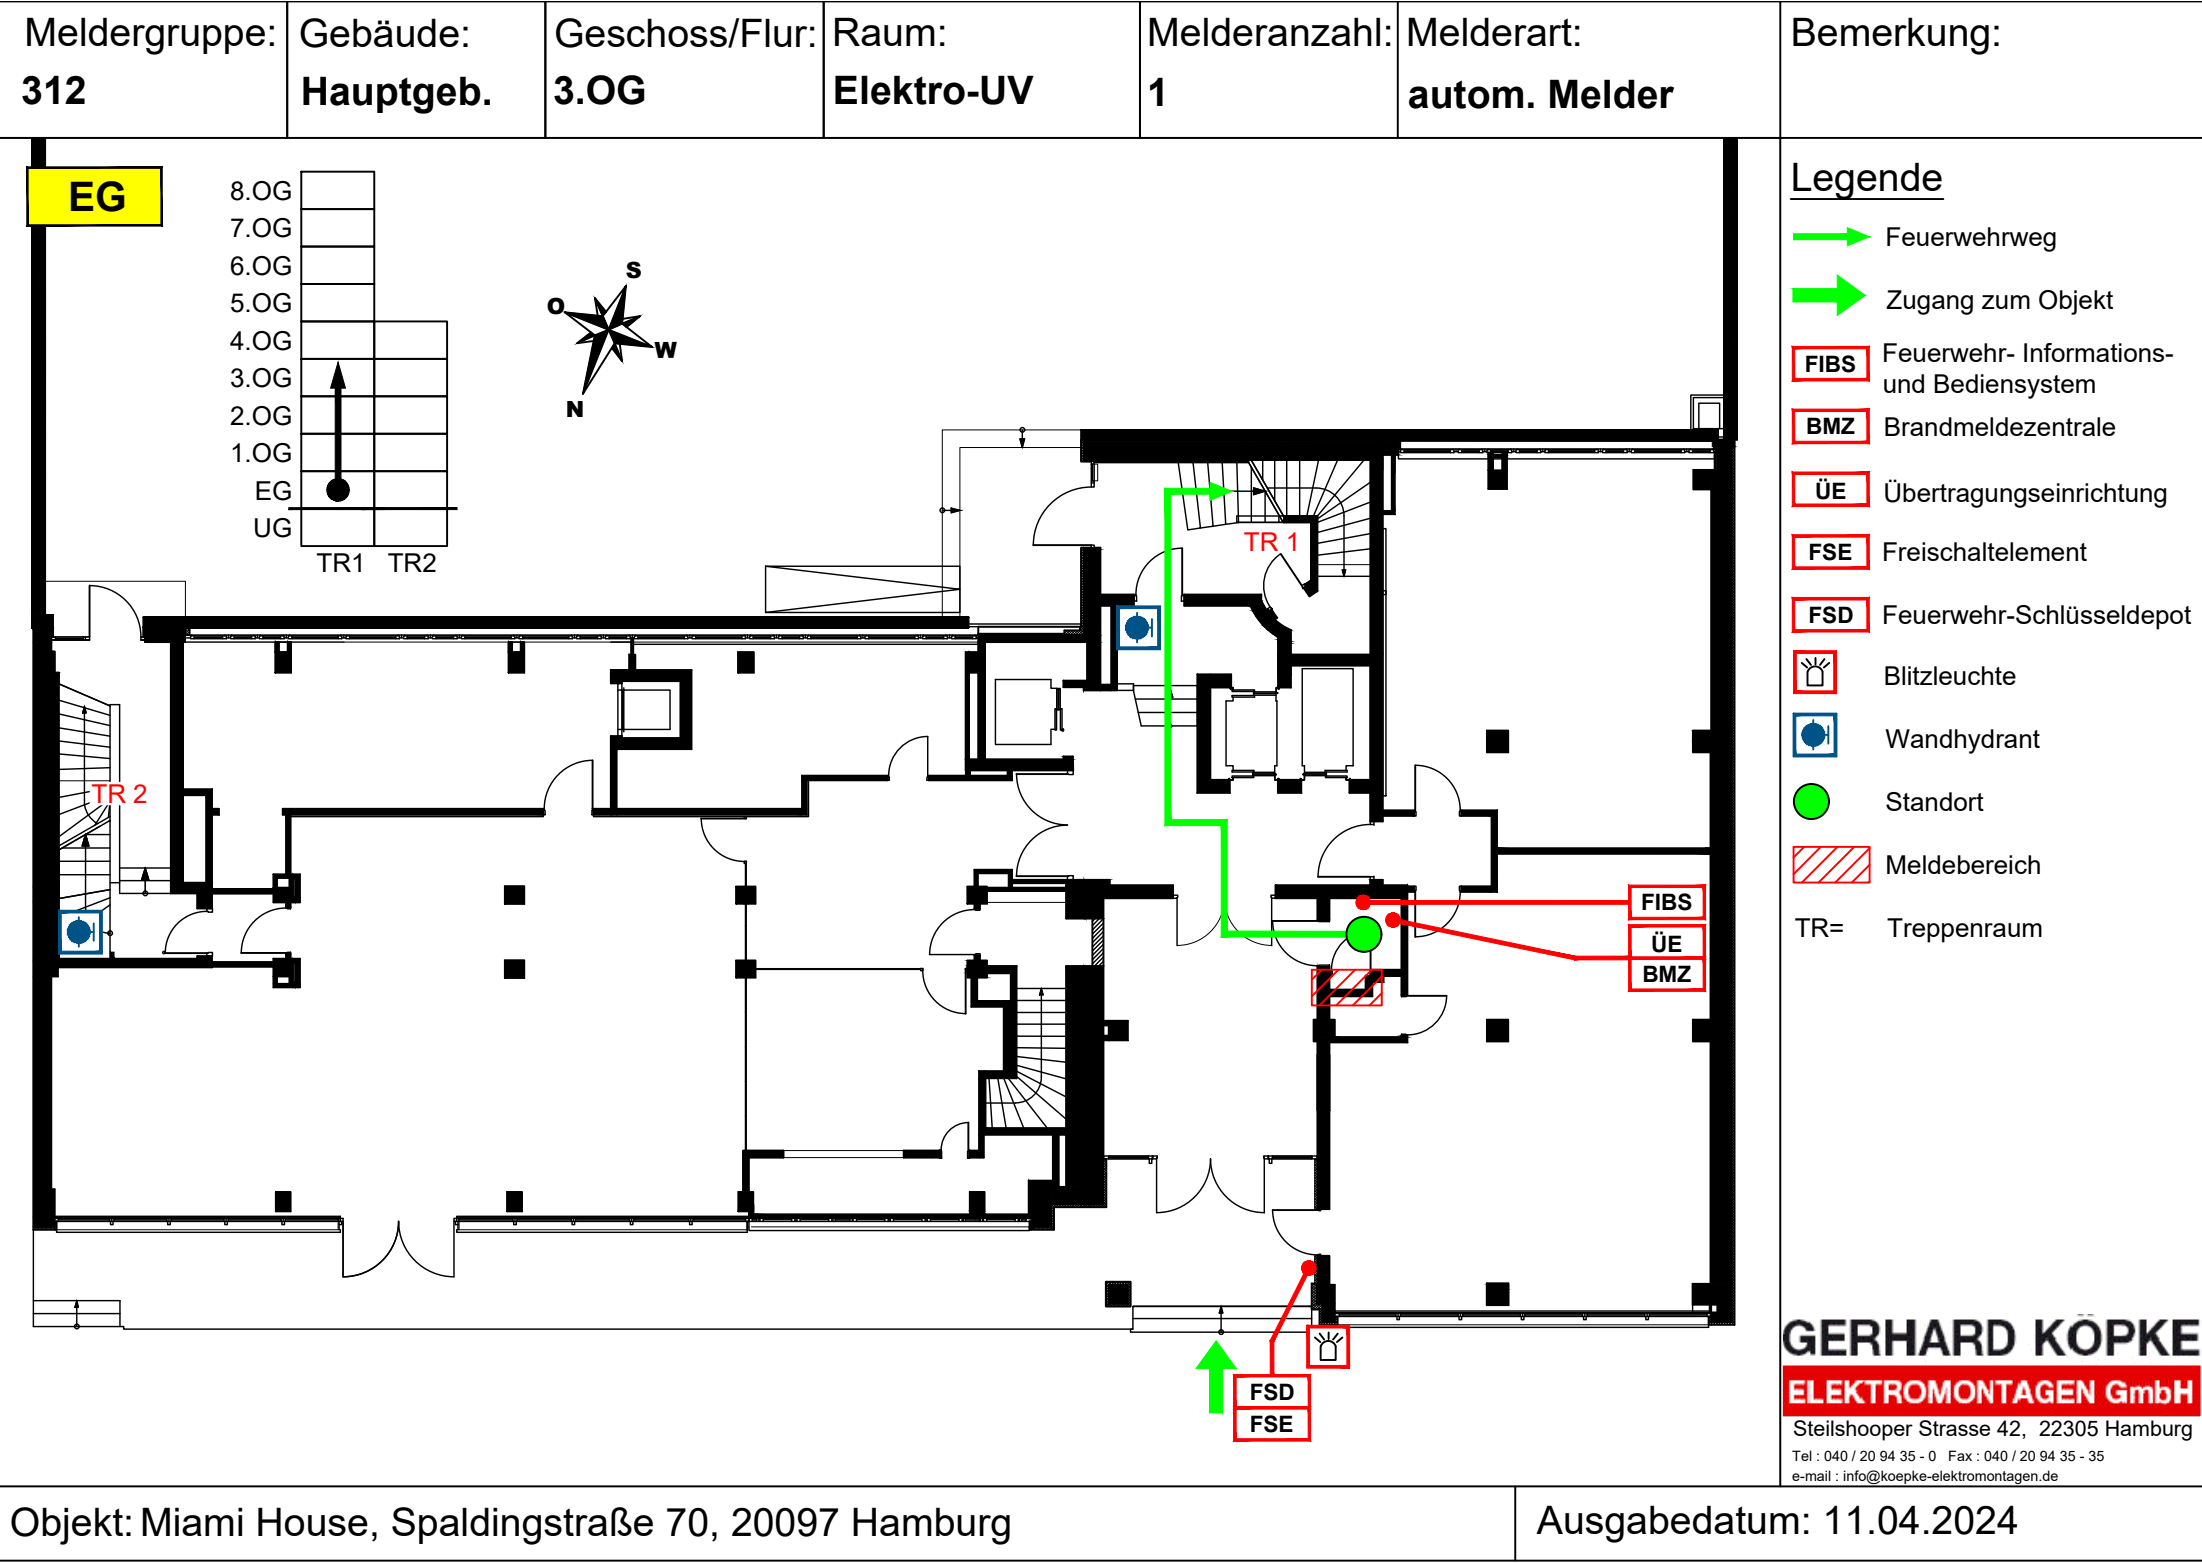 Meldergruppe: Gebäude: Geschoss/Flur: Raum: Melderanzahl: Melderart: Bemerkung:
312 Hauptgeb. 3.OG Elektro-UV 1 autom. Melder
EG
8.OG
7.OG
6.OG
5.OG
4.OG
3.OG
2.OG
1.OG
EG
UG
TR1 TR2
S
O
W
N
TR 1
TR 2
FIBS
ÜE
BMZ
FSD
FSE
Legende
Feuerwehrweg
Zugang zum Objekt
FIBS Feuerwehr- Informations-
und Bediensystem
BMZ Brandmeldezentrale
ÜE Übertragungseinrichtung
FSE Freischaltelement
FSD Feuerwehr-Schlüsseldepot
Blitzleuchte
Wandhydrant
Standort
Meldebereich
TR= Treppenraum
GERHARD KÖPKE
ELEKTROMONTAGEN GmbH
Steilshooper Strasse 42, 22305 Hamburg
Tel : 040 / 20 94 35 - 0 Fax : 040 / 20 94 35 - 35
e-mail : info@koepke-elektromontagen.de
Objekt: Miami House, Spaldingstraße 70, 20097 Hamburg
Ausgabedatum: 11.04.2024